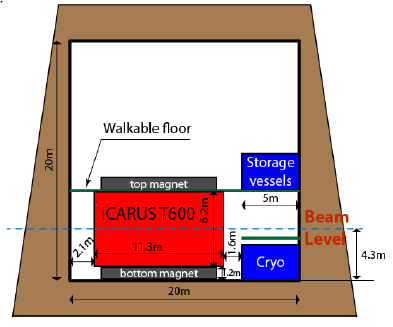 20m
Walkable floor
top magnet
Storage
vessels
ICARUS T600
6.2m
5m
Beam
Level
2.1m
11.3m
1.6m
Cryo
4.3m
bottom magnet
1.2m
20m